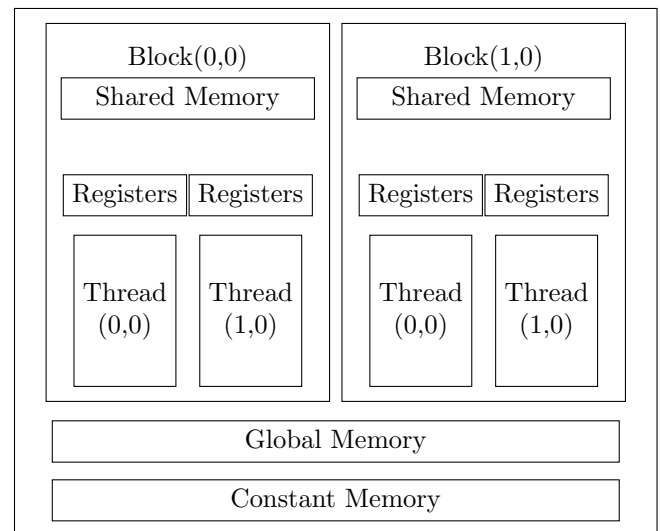 Block(0,0)
Shared Memory
Registers Registers
Thread
(0,0)
Thread
(1,0)
Block(1,0)
Shared Memory
Registers Registers
Thread
(0,0)
Thread
(1,0)
Global Memory
Constant Memory